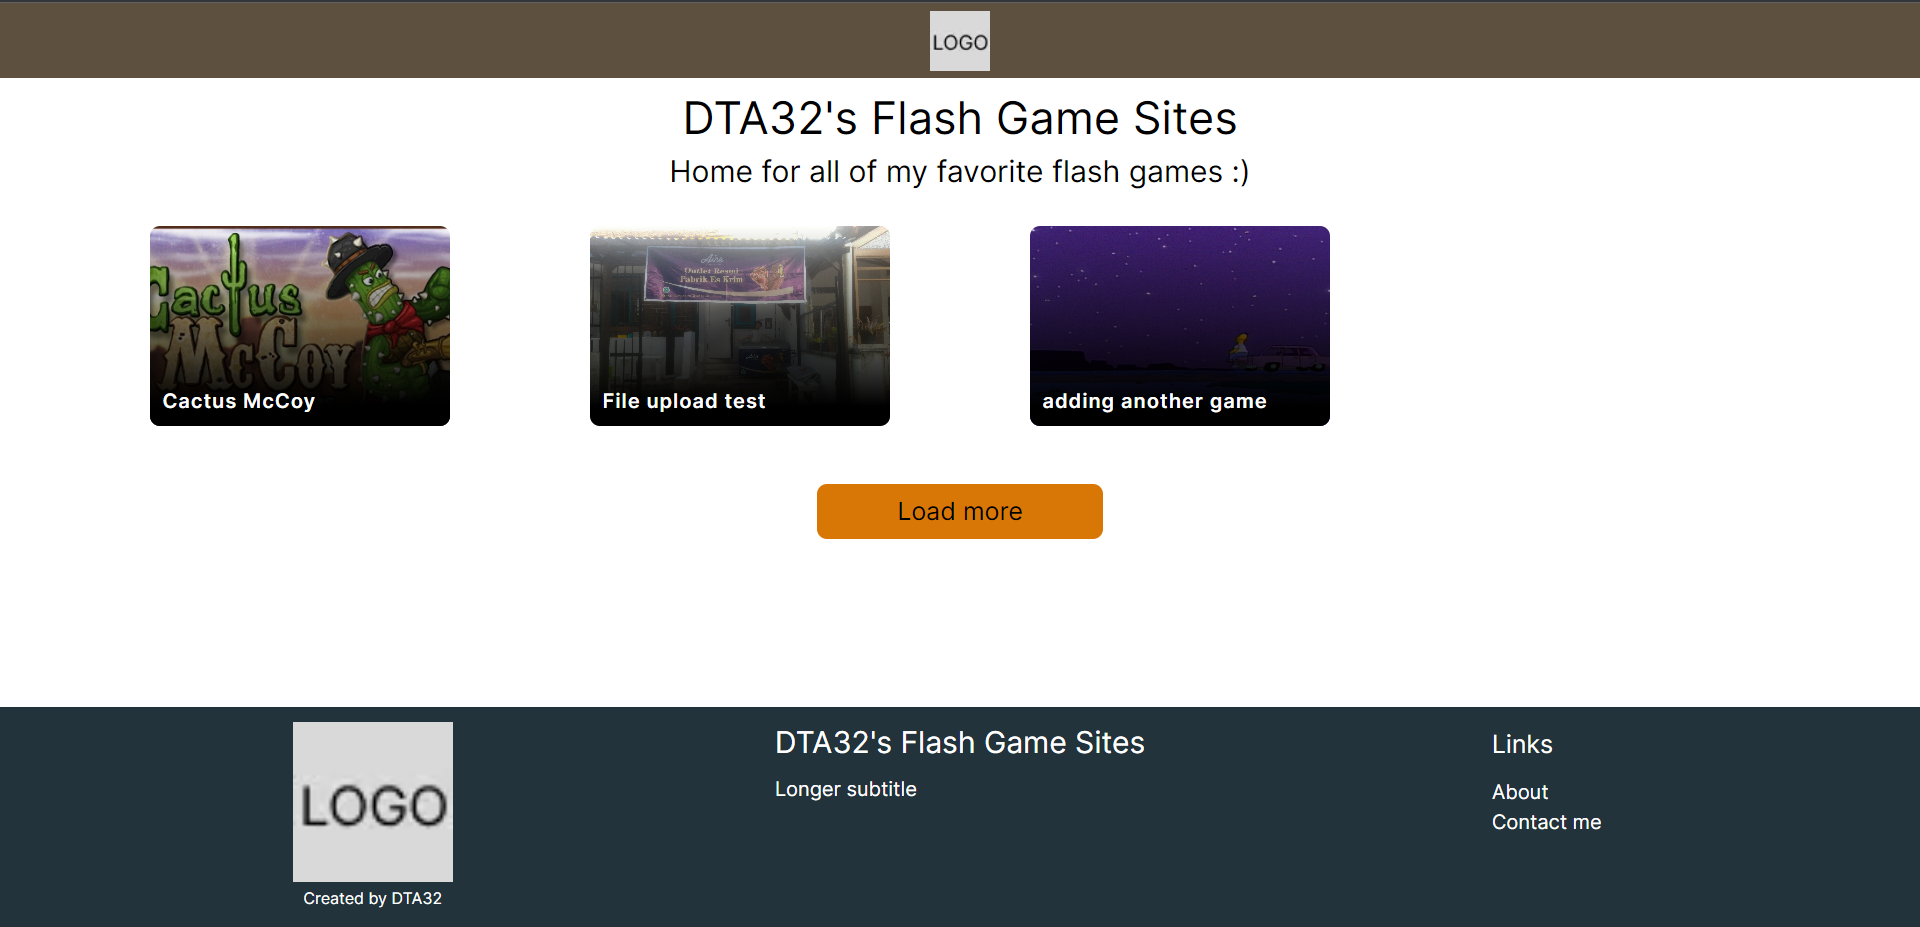 LOGO
DTA32's Flash Game Sites
Home for all of my favorite flash games :)
Cactus
McCoy
Cactus McCoy
Aice
Outlet Resmi
Pabrik Es Krim
File upload test
adding another game
Load more
LOGO
Created by DTA32
DTA32's Flash Game Sites
Longer subtitle
Links
About
Contact me